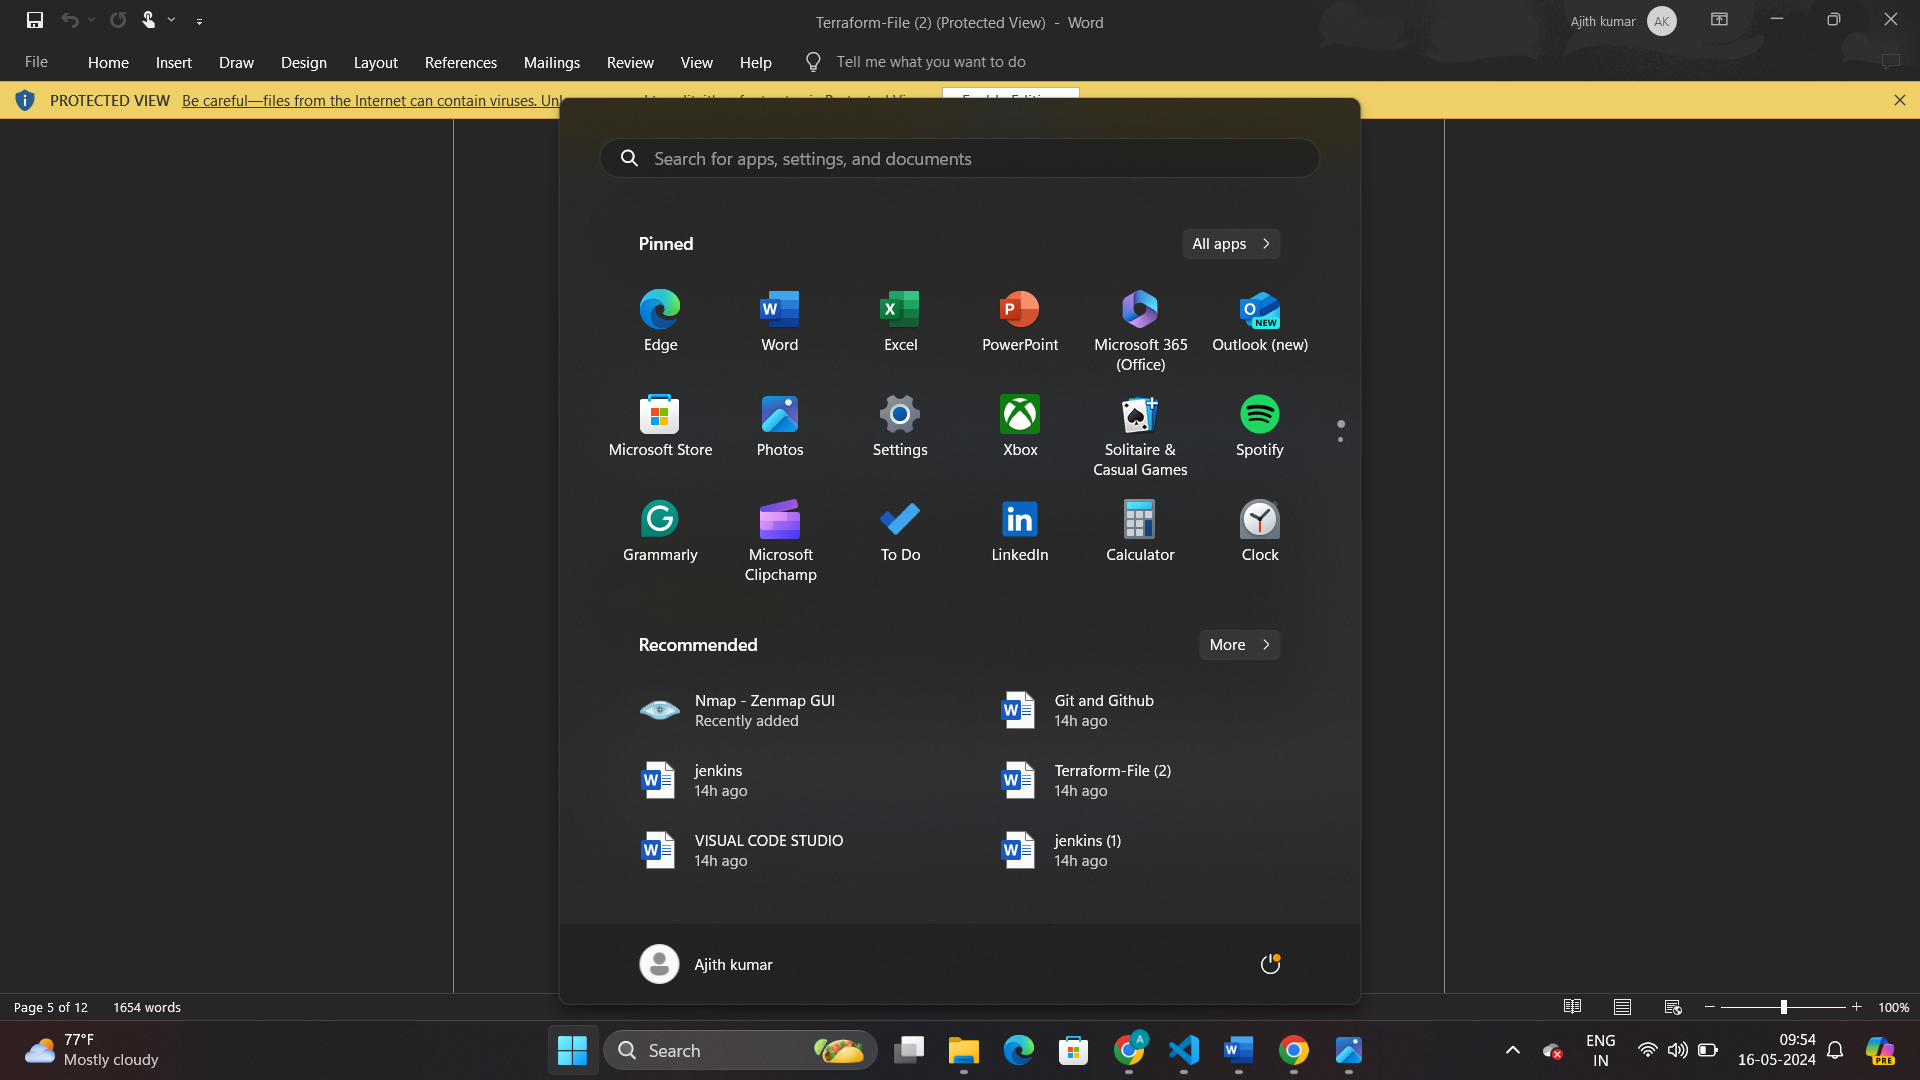 Terraform-File (2) (Protected View) - Word
Ajith kumar
AK
File
Home
Insert
Draw
Design
Layout
References
Mailings
Review
View
Help
Tell me what you want to do
PROTECTED VIEW
Be careful—files from the Internet can contain viruses.
Search for apps, settings, and documents
Pinned
All apps
Edge
Word
Excel
PowerPoint
Microsoft 365
(Office)
Outlook (new)
Microsoft Store
Photos
Settings
Xbox
Solitaire &
Casual Games
Spotify
Grammarly
Microsoft
Clipchamp
To Do
LinkedIn
Calculator
Clock
Recommended
More
Nmap - Zenmap GUI
Recently added
Git and Github
14h ago
jenkins
14h ago
Terraform-File (2)
14h ago
VISUAL CODE STUDIO
14h ago
jenkins (1)
14h ago
Ajith kumar
Page 5 of 12
1654 words
100%
77°F
Mostly cloudy
Search
ENG
IN
09:54
16-05-2024
PRE